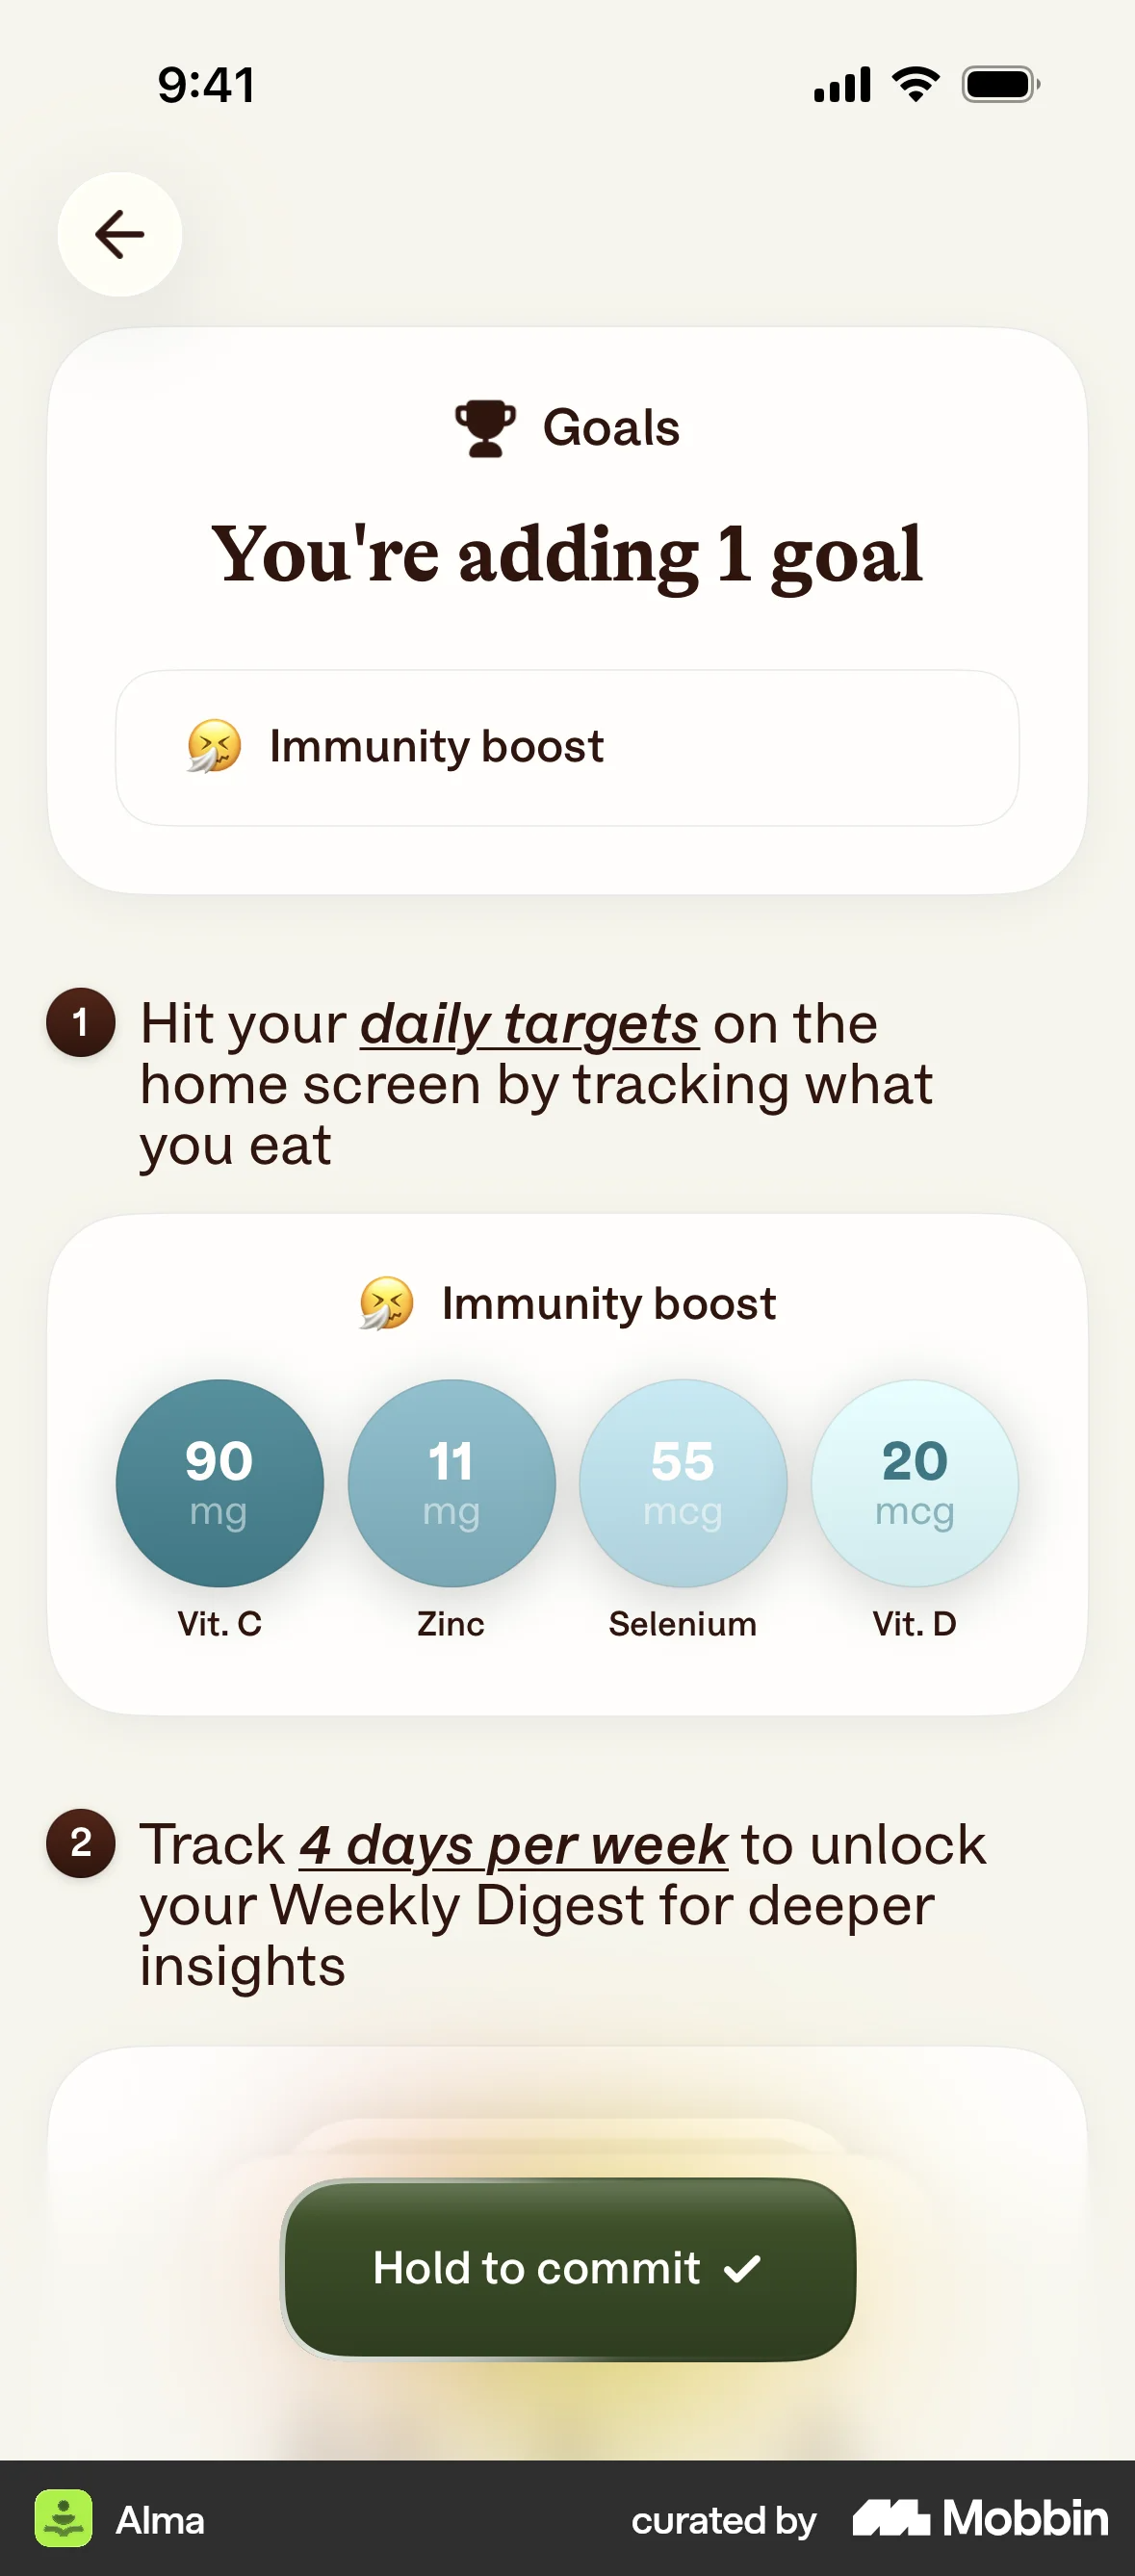 9:41
Goals
You're adding 1 goal
Immunity boost
1
Hit your daily targets on the
home screen by tracking what
you eat
Immunity boost
90 11 55 20
mg mg mcg mcg
Vit. C Zinc Selenium Vit. D
2
Track 4 days per week to unlock
your Weekly Digest for deeper
insights
Hold to commit
Alma curated by Mobbin